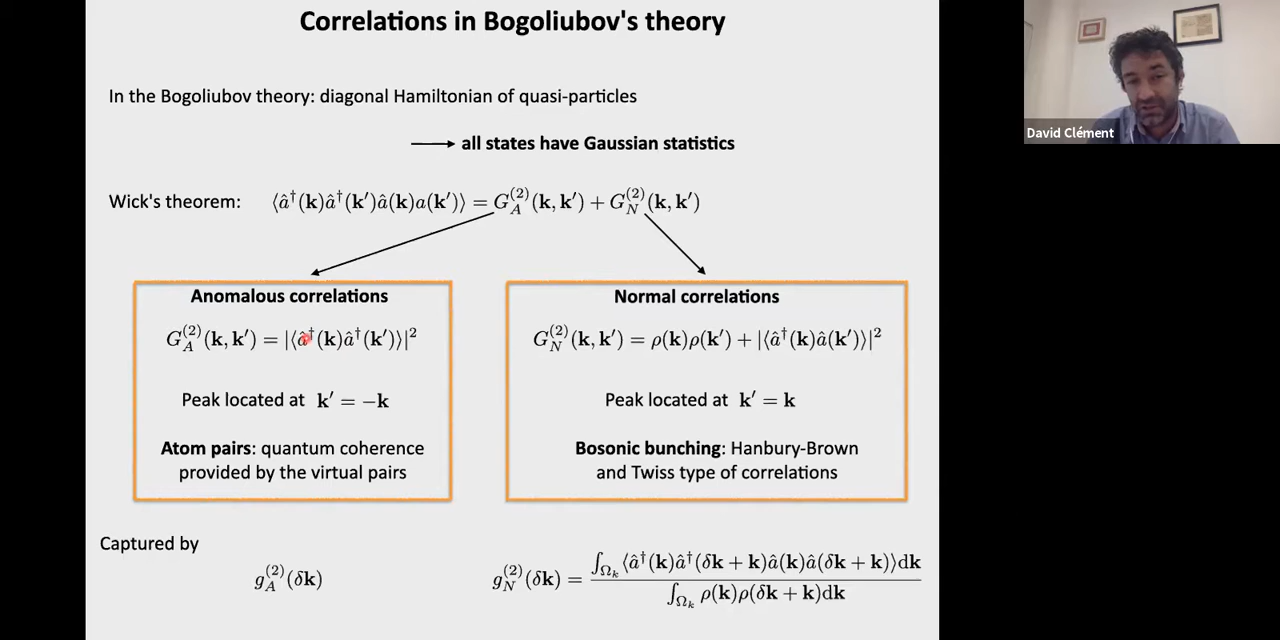 Correlations in Bogoliubov's theory
In the Bogoliubov theory: diagonal Hamiltonian of quasi-particles
⟶ all states have Gaussian statistics
Wick's theorem: ⟨â†(k)â†(k′)â(k)a(k′)⟩ = G_A^(2)(k, k′) + G_N^(2)(k, k′)
Anomalous correlations
G_A^(2)(k, k′) = |⟨â†(k)â†(k′)⟩|²
Peak located at k′ = −k
Atom pairs: quantum coherence
provided by the virtual pairs
Normal correlations
G_N^(2)(k, k′) = ρ(k)ρ(k′) + |⟨â†(k)â(k′)⟩|²
Peak located at k′ = k
Bosonic bunching: Hanbury-Brown
and Twiss type of correlations
Captured by
g_A^(2)(δk)
g_N^(2)(δk) = ∫_Ωk ⟨â†(k)â†(δk + k)â(k)â(δk + k)⟩dk / ∫_Ωk ρ(k)ρ(δk + k)dk
David Clément